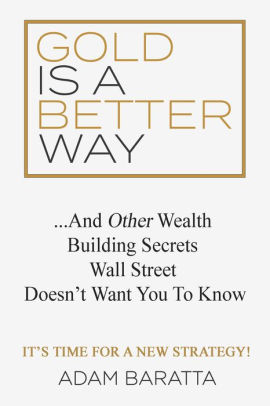 GOLD
IS A
BETTER
WAY
...And Other Wealth
Building Secrets
Wall Street
Doesn't Want You To Know
IT'S TIME FOR A NEW STRATEGY!
ADAM BARATTA